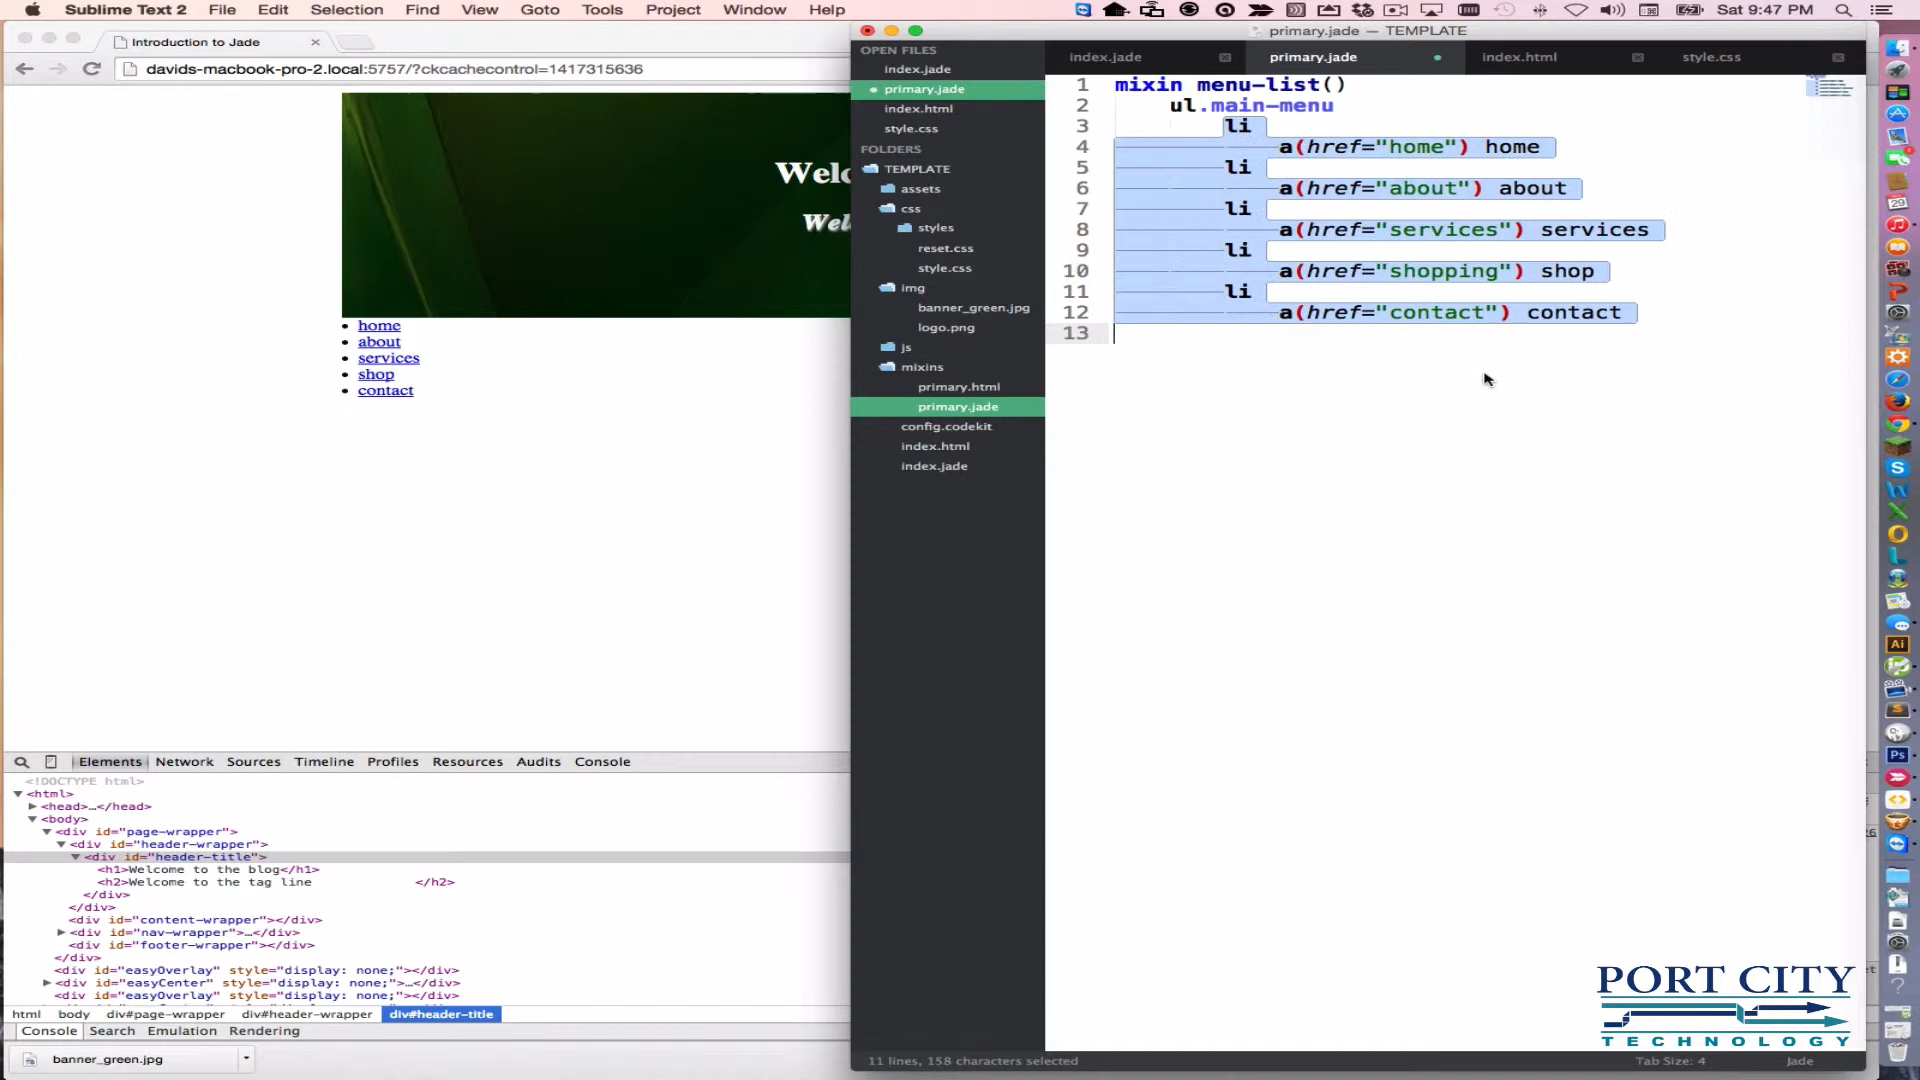 Sublime Text 2 File Edit Selection Find View Goto Tools Project Window Help
Sat 9:47 PM
Introduction to Jade
davids-macbook-pro-2.local:5757/?ckcachecontrol=1417315636
home
about
services
shop
contact
Elements Network Sources Timeline Profiles Resources Audits Console
<!DOCTYPE html>
<html>
<head>…</head>
<body>
<div id="page-wrapper">
<div id="header-wrapper">
<div id="header-title">
<h1>Welcome to the blog</h1>
<h2>Welcome to the tag line </h2>
</div>
</div>
<div id="content-wrapper"></div>
<div id="nav-wrapper">…</div>
<div id="footer-wrapper"></div>
</div>
<div id="easyOverlay" style="display: none;"></div>
<div id="easyCenter" style="display: none;">…</div>
<div id="easyOverlay" style="display: none;"></div>
html body div#page-wrapper div#header-wrapper div#header-title
Console Search Emulation Rendering
banner_green.jpg
primary.jade — TEMPLATE
OPEN FILES
index.jade
primary.jade
index.html
style.css
FOLDERS
TEMPLATE
assets
css
styles
reset.css
style.css
img
banner_green.jpg
logo.png
js
mixins
primary.html
primary.jade
config.codekit
index.html
index.jade
index.jade primary.jade index.html style.css
1 mixin menu-list()
2 ul.main-menu
3 li
4 a(href="home") home
5 li
6 a(href="about") about
7 li
8 a(href="services") services
9 li
10 a(href="shopping") shop
11 li
12 a(href="contact") contact
13
11 lines, 158 characters selected
Tab Size: 4 Jade
PORT CITY
TECHNOLOGY